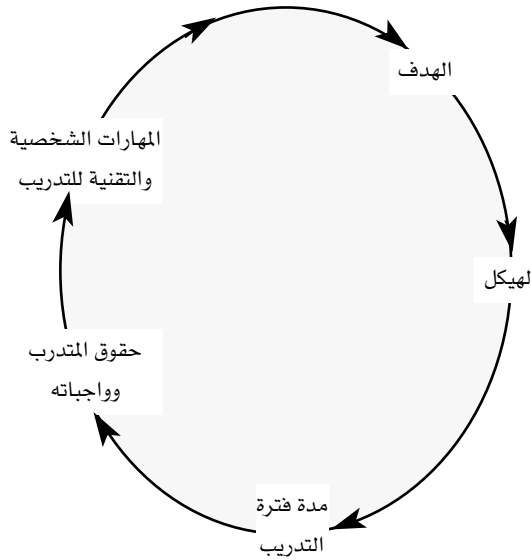 الهدف
لهيكل
مدة فترة
التدريب
حقوق المتدرب
وواجباته
المهارات الشخصية
والتقنية للتدريب